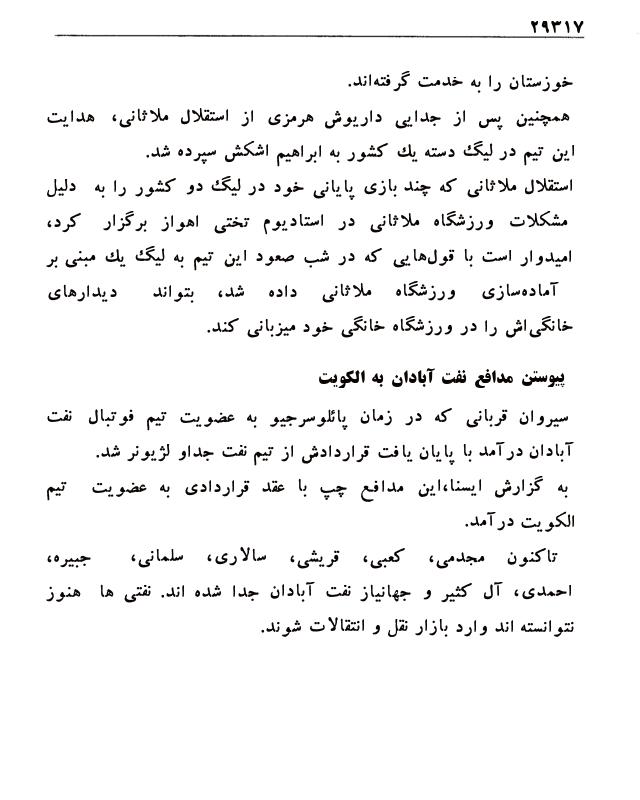 ۲۹۳۱۷
خوزستان را به خدمت گرفته‌اند.
همچنین پس از جدایی داریوش هرمزی از استقلال ملاثانی، هدایت
این تیم در لیگ دسته یك کشور به ابراهیم اشکش سپرده شد.
استقلال ملاثانی که چند بازی پایانی خود در لیگ دو کشور را به دلیل
مشکلات ورزشگاه ملاثانی در استادیوم تختی اهواز برگزار کرد،
امیدوار است با قول‌هایی که در شب صعود این تیم به لیگ یك مبنی بر
آماده‌سازی ورزشگاه ملاثانی داده شد، بتواند دیدارهای
خانگی‌اش را در ورزشگاه خانگی خود میزبانی کند.
پیوستن مدافع نفت آبادان به الکویت
سیروان قربانی که در زمان پائلوسرجیو به عضویت تیم فوتبال نفت
آبادان درآمد با پایان یافت قراردادش از تیم نفت جداو لژیونر شد.
به گزارش ایسنا،این مدافع چپ با عقد قراردادی به عضویت تیم
الکویت درآمد.
تاکنون مجدمی، کعبی، قریشی، سالاری، سلمانی، جبیره،
احمدی، آل کثیر و جهانیاز نفت آبادان جدا شده اند. نفتی ها هنوز
نتوانسته اند وارد بازار نقل و انتقالات شوند.